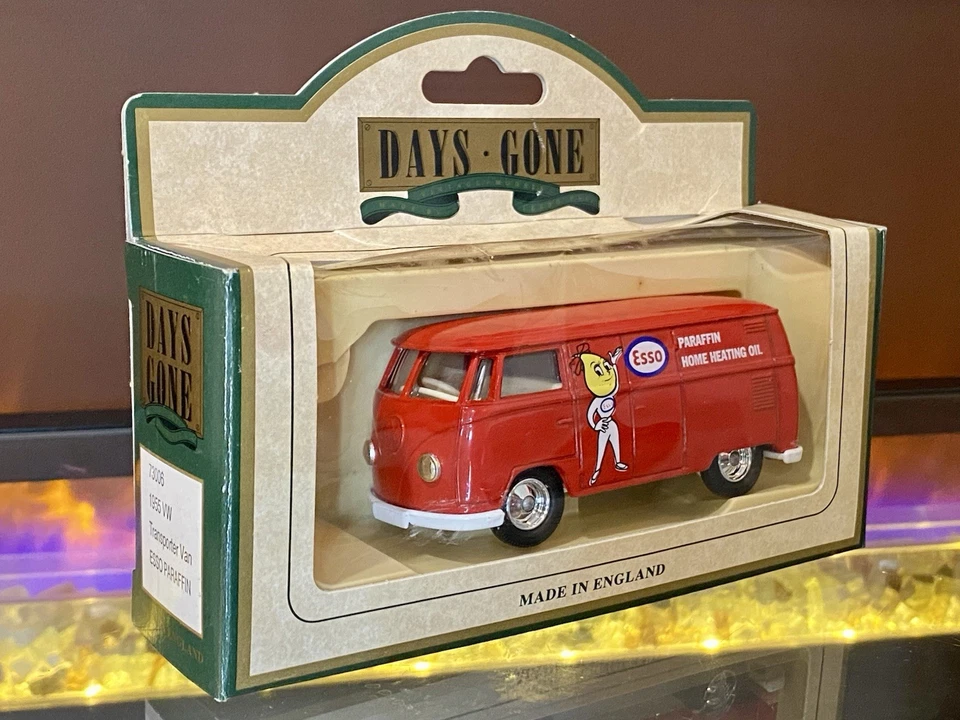 DAYS · GONE
DAYS
GONE
Esso
PARAFFIN
HOME HEATING OIL
73006
1955 VW
Transporter Van
ESSO PARAFFIN
MADE IN ENGLAND